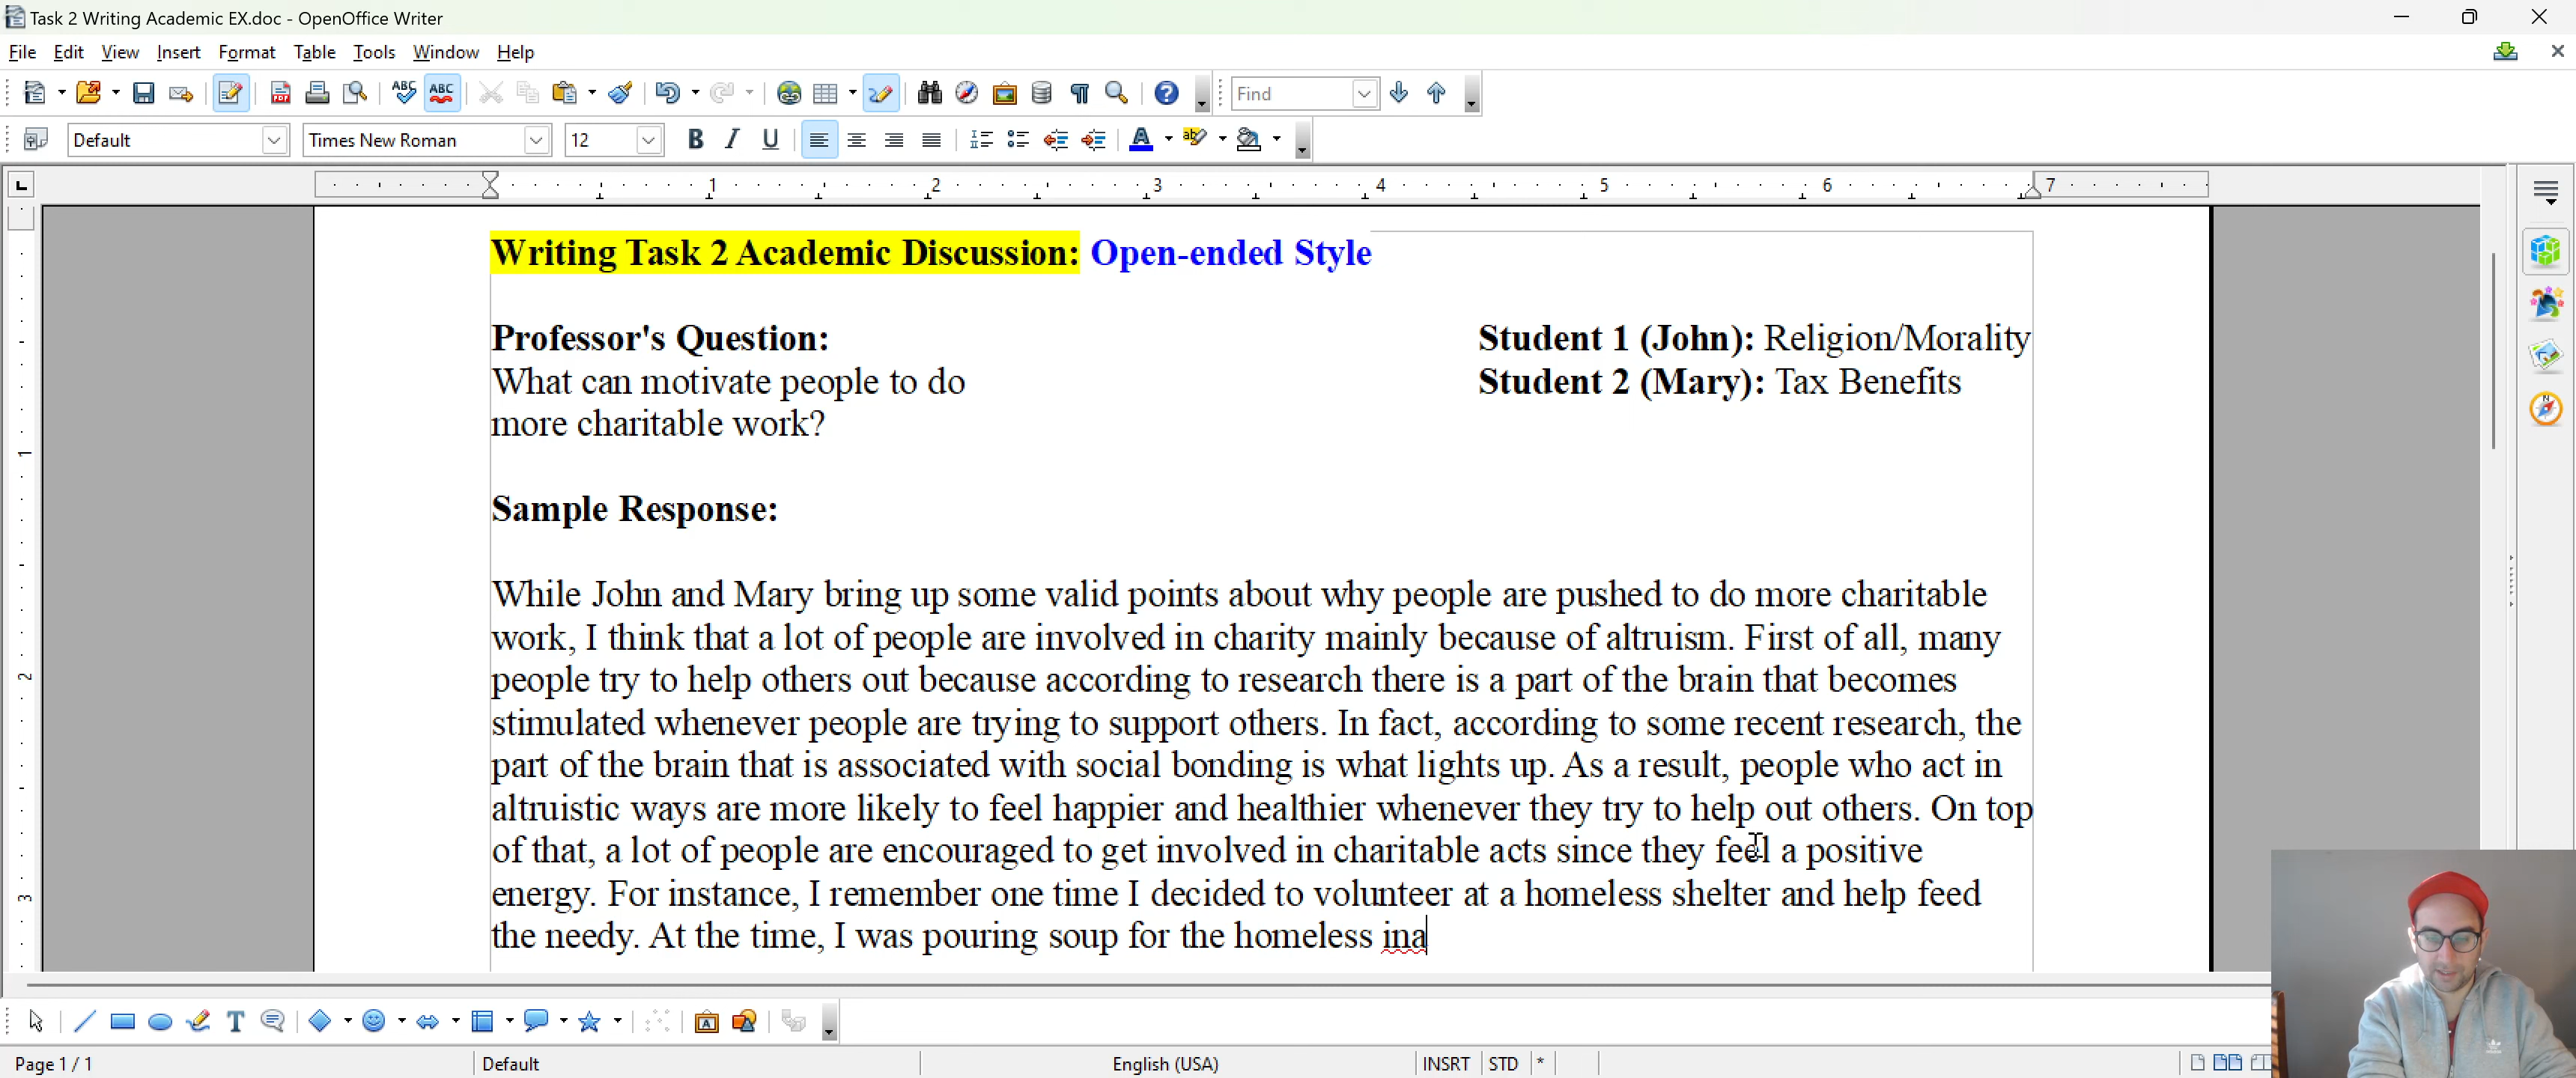 Task 2 Writing Academic EX.doc - OpenOffice Writer
File Edit View Insert Format Table Tools Window Help
Find
Default Times New Roman 12
1 2 3 4 5 6 7
Writing Task 2 Academic Discussion: Open-ended Style
Professor's Question: Student 1 (John): Religion/Morality
What can motivate people to do Student 2 (Mary): Tax Benefits
more charitable work?
Sample Response:
While John and Mary bring up some valid points about why people are pushed to do more charitable
work, I think that a lot of people are involved in charity mainly because of altruism. First of all, many
people try to help others out because according to research there is a part of the brain that becomes
stimulated whenever people are trying to support others. In fact, according to some recent research, the
part of the brain that is associated with social bonding is what lights up. As a result, people who act in
altruistic ways are more likely to feel happier and healthier whenever they try to help out others. On top
of that, a lot of people are encouraged to get involved in charitable acts since they feel a positive
energy. For instance, I remember one time I decided to volunteer at a homeless shelter and help feed
the needy. At the time, I was pouring soup for the homeless ina
1
2
3
Page 1 / 1 Default English (USA) INSRT STD *